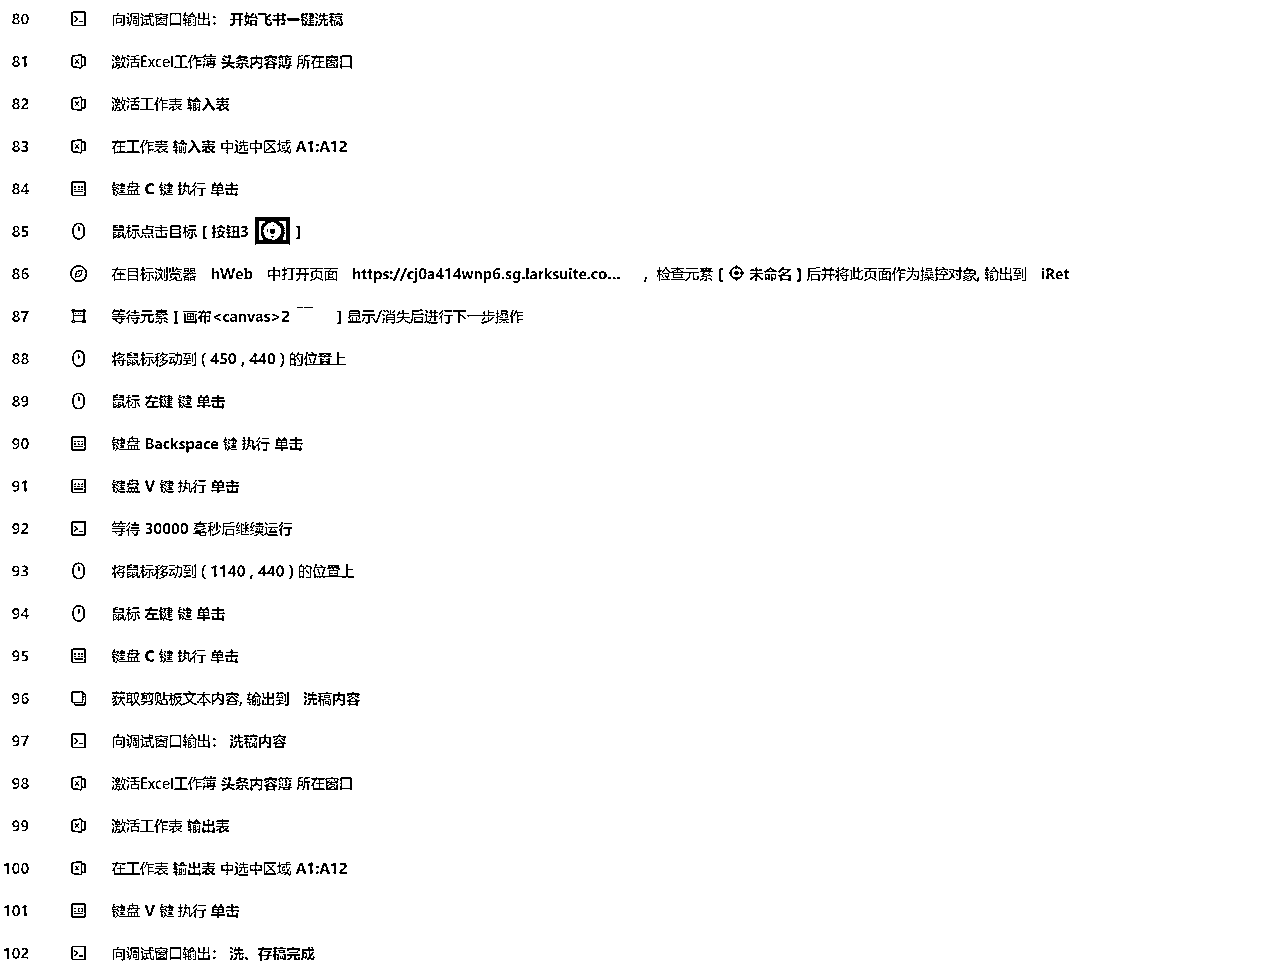 80 向调试窗口输出： 开始飞书一键洗稿
81 激活Excel工作簿 头条内容簿 所在窗口
82 激活工作表 输入表
83 在工作表 输入表 中选中区域 A1:A12
84 键盘 C 键 执行 单击
85 鼠标点击目标 [ 按钮3 ]
86 在目标浏览器 hWeb 中打开页面 https://cj0a414wnp6.sg.larksuite.co... ，检查元素 [ 未命名 ] 后并将此页面作为操控对象, 输出到 iRet
87 等待元素 [ 画布<canvas>2 ] 显示/消失后进行下一步操作
88 将鼠标移动到 ( 450 , 440 ) 的位置上
89 鼠标 左键 键 单击
90 键盘 Backspace 键 执行 单击
91 键盘 V 键 执行 单击
92 等待 30000 毫秒后继续运行
93 将鼠标移动到 ( 1140 , 440 ) 的位置上
94 鼠标 左键 键 单击
95 键盘 C 键 执行 单击
96 获取剪贴板文本内容, 输出到 洗稿内容
97 向调试窗口输出： 洗稿内容
98 激活Excel工作簿 头条内容簿 所在窗口
99 激活工作表 输出表
100 在工作表 输出表 中选中区域 A1:A12
101 键盘 V 键 执行 单击
102 向调试窗口输出： 洗、存稿完成